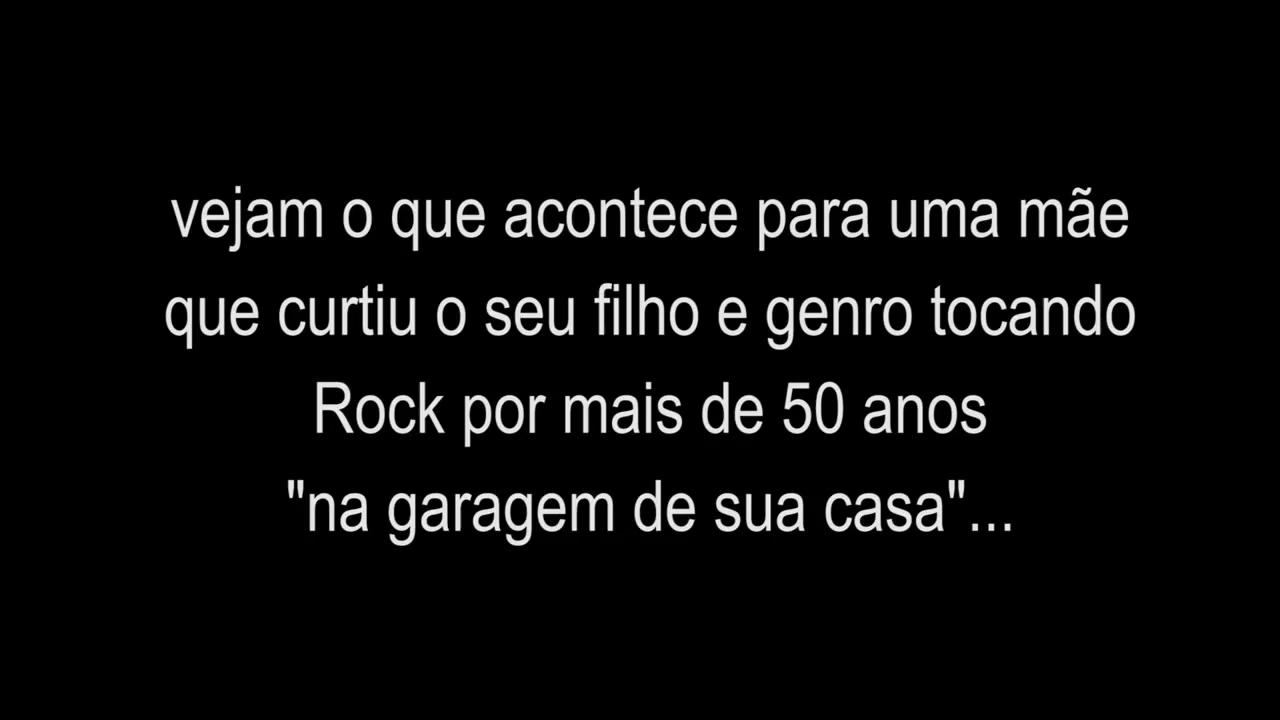 vejam o que acontece para uma mãe
que curtiu o seu filho e genro tocando
Rock por mais de 50 anos
"na garagem de sua casa"...